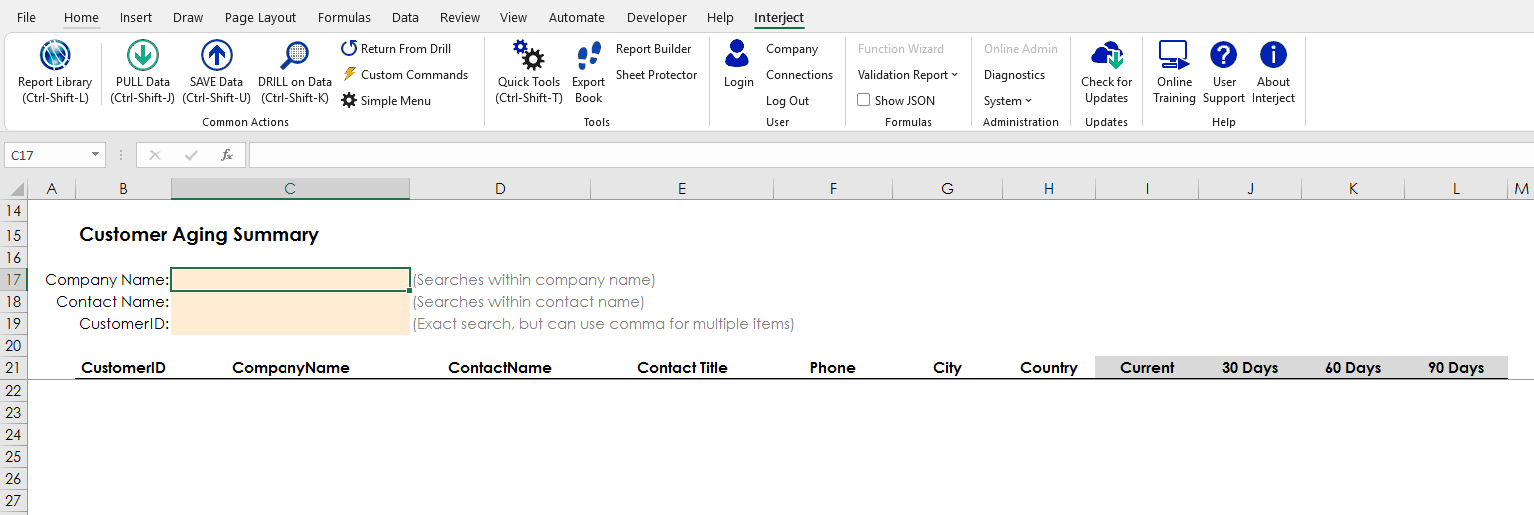 File Home Insert Draw Page Layout Formulas Data Review View Automate Developer Help Interject
Report Library (Ctrl-Shift-L)
PULL Data (Ctrl-Shift-J)
SAVE Data (Ctrl-Shift-U)
DRILL on Data (Ctrl-Shift-K)
Return From Drill
Custom Commands
Simple Menu
Common Actions
Quick Tools (Ctrl-Shift-T)
Export Book
Report Builder
Sheet Protector
Tools
Login
Company
Connections
Log Out
User
Function Wizard
Validation Report
Show JSON
Formulas
Online Admin
Diagnostics
System
Administration
Check for Updates
Updates
Online Training
User Support
About Interject
Help
C17 fx
A B C D E F G H I J K L M
14
15 Customer Aging Summary
16
17 Company Name: (Searches within company name)
18 Contact Name: (Searches within contact name)
19 CustomerID: (Exact search, but can use comma for multiple items)
20
21 CustomerID CompanyName ContactName Contact Title Phone City Country Current 30 Days 60 Days 90 Days
22
23
24
25
26
27